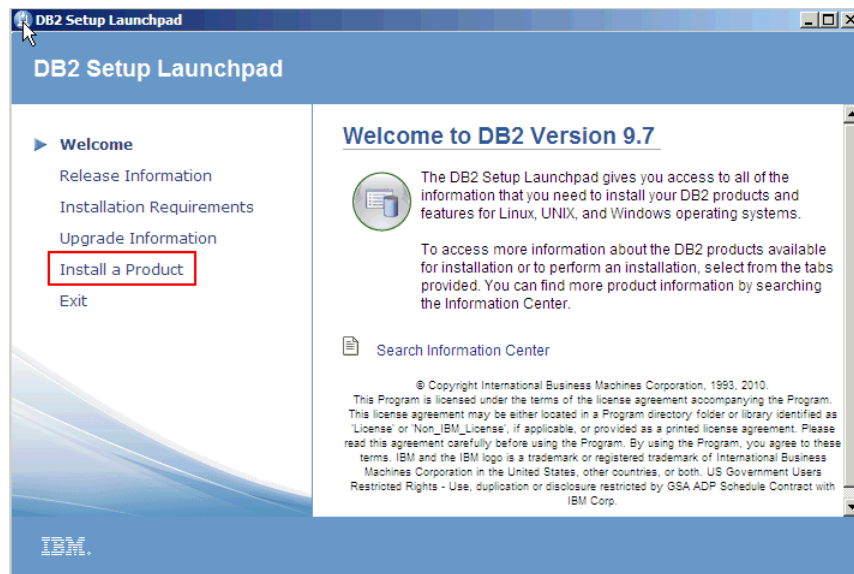 DB2 Setup Launchpad
DB2 Setup Launchpad
Welcome
Release Information
Installation Requirements
Upgrade Information
Install a Product
Exit
Welcome to DB2 Version 9.7
The DB2 Setup Launchpad gives you access to all of the
information that you need to install your DB2 products and
features for Linux, UNIX, and Windows operating systems.
To access more information about the DB2 products available
for installation or to perform an installation, select from the tabs
provided. You can find more product information by searching
the Information Center.
Search Information Center
© Copyright International Business Machines Corporation, 1993, 2010.
This Program is licensed under the terms of the license agreement accompanying the Program.
This license agreement may be either located in a Program directory folder or library identified as
'License' or 'Non_IBM_License', if applicable, or provided as a printed license agreement. Please
read this agreement carefully before using the Program. By using the Program, you agree to these
terms. IBM and the IBM logo is a trademark or registered trademark of International Business
Machines Corporation in the United States, other countries, or both. US Government Users
Restricted Rights - Use, duplication or disclosure restricted by GSA ADP Schedule Contract with
IBM Corp.
IBM.